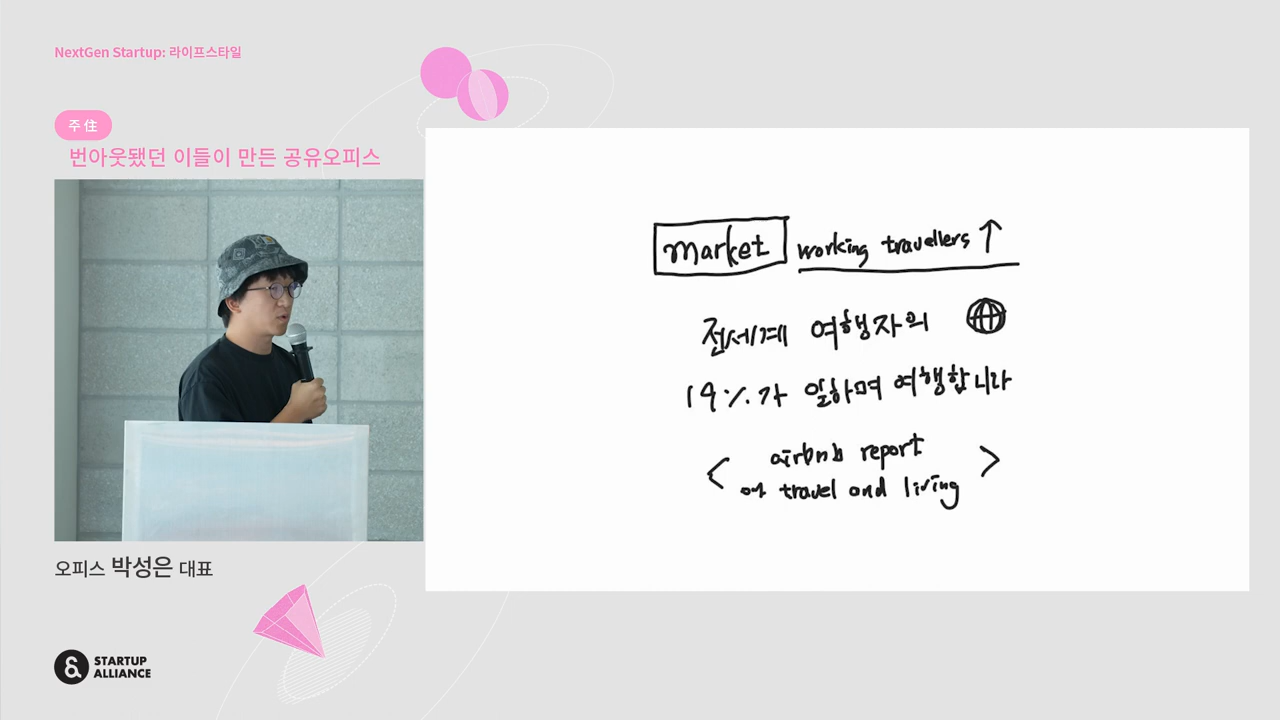 NextGen Startup: 라이프스타일
주 住
번아웃됐던 이들이 만든 공유오피스
market working travellers ↑
전세계 여행자의
19%가 일하며 여행합니다
< airbnb report
on travel and living >
오피스 박성은 대표
STARTUP
ALLIANCE